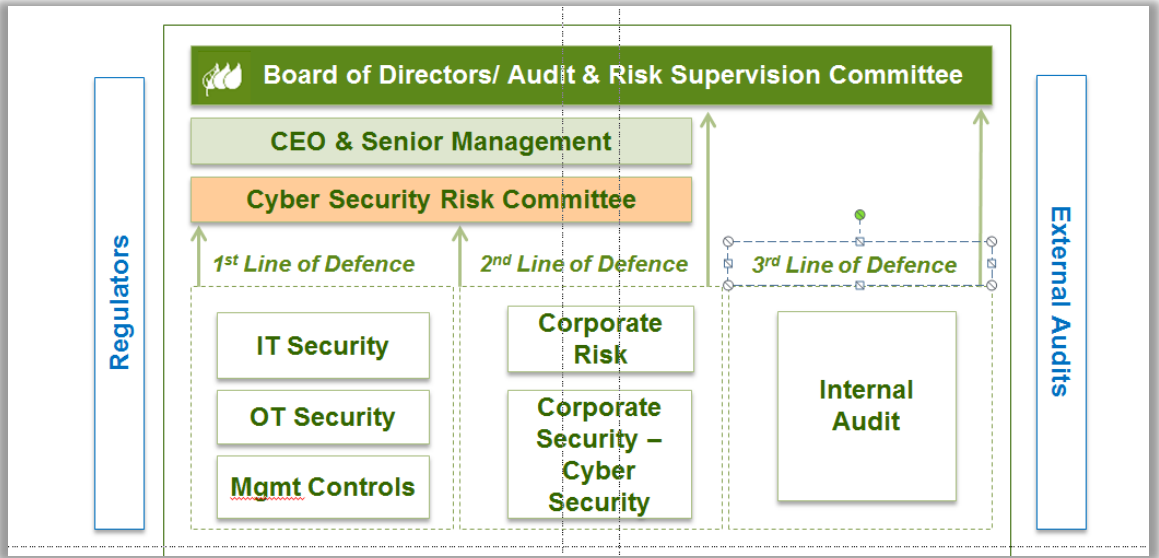 Board of Directors/ Audit & Risk Supervision Committee
CEO & Senior Management
Cyber Security Risk Committee
1st Line of Defence
2nd Line of Defence
3rd Line of Defence
Regulators
IT Security
OT Security
Mgmt Controls
Corporate
Risk
Corporate
Security –
Cyber
Security
Internal
Audit
External Audits